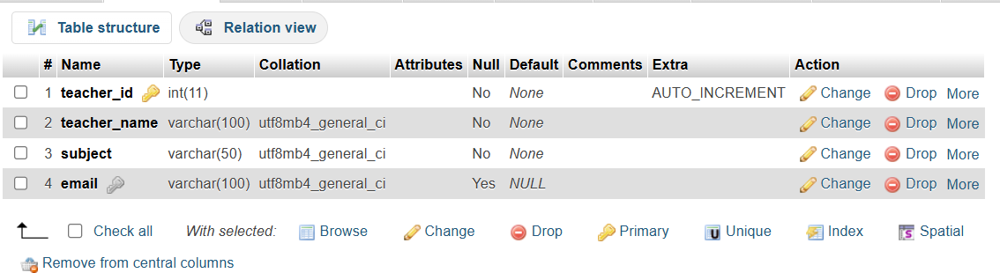 Table structure Relation view
# Name Type Collation Attributes Null Default Comments Extra Action
1 teacher_id int(11) No None AUTO_INCREMENT Change Drop More
2 teacher_name varchar(100) utf8mb4_general_ci No None Change Drop More
3 subject varchar(50) utf8mb4_general_ci No None Change Drop More
4 email varchar(100) utf8mb4_general_ci Yes NULL Change Drop More
Check all With selected: Browse Change Drop Primary Unique Index Spatial
Remove from central columns